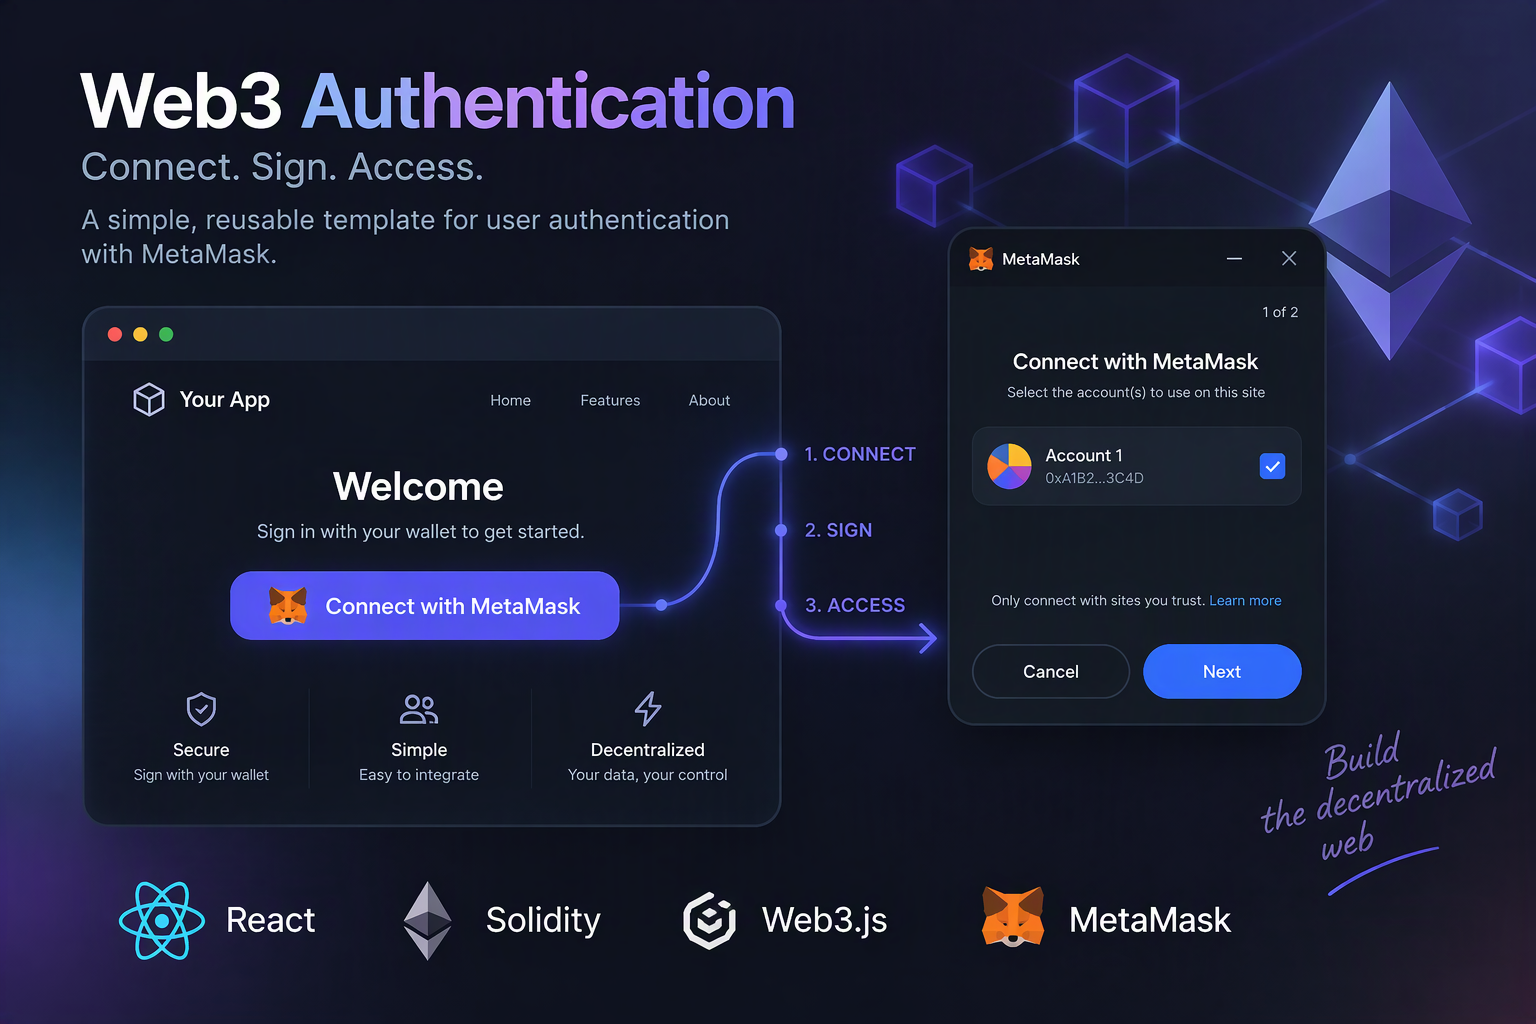 Web3 Authentication
Connect. Sign. Access.
A simple, reusable template for user authentication
with MetaMask.
Your App
Home
Features
About
Welcome
Sign in with your wallet to get started.
Connect with MetaMask
Secure
Sign with your wallet
Simple
Easy to integrate
Decentralized
Your data, your control
1. CONNECT
2. SIGN
3. ACCESS
MetaMask
1 of 2
Connect with MetaMask
Select the account(s) to use on this site
Account 1
0xA1B2...3C4D
Only connect with sites you trust. Learn more
Cancel
Next
Build
the decentralized
web
React
Solidity
Web3.js
MetaMask